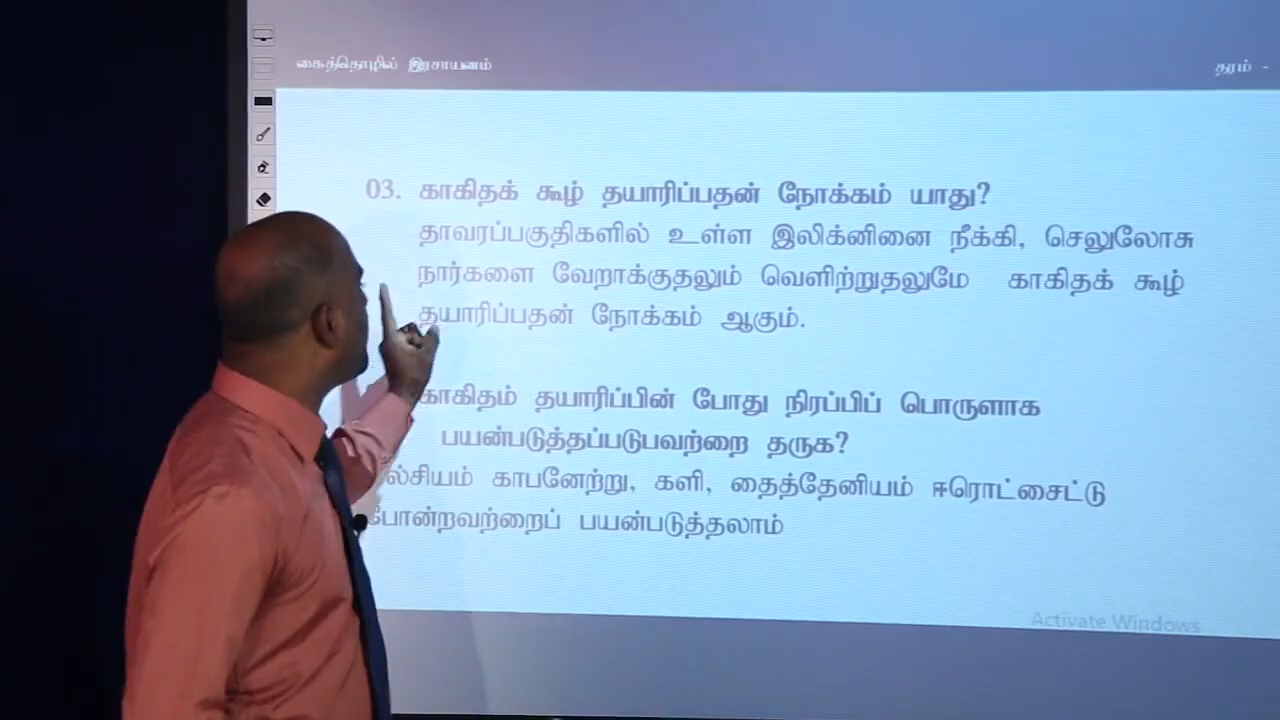 கைத்தொழில் இரசாயனம்
தரம் -
03. காகிதக் கூழ் தயாரிப்பதன் நோக்கம் யாது?
தாவரப்பகுதிகளில் உள்ள இலிக்னினை நீக்கி, செலுலோசு
நார்களை வேறாக்குதலும் வெளிற்றுதலுமே காகிதக் கூழ்
தயாரிப்பதன் நோக்கம் ஆகும்.
காகிதம் தயாரிப்பின் போது நிரப்பிப் பொருளாக
பயன்படுத்தப்படுபவற்றை தருக?
ல்சியம் காபனேற்று, களி, தைத்தேனியம் ஈரொட்சைட்டு
போன்றவற்றைப் பயன்படுத்தலாம்
Activate Windows